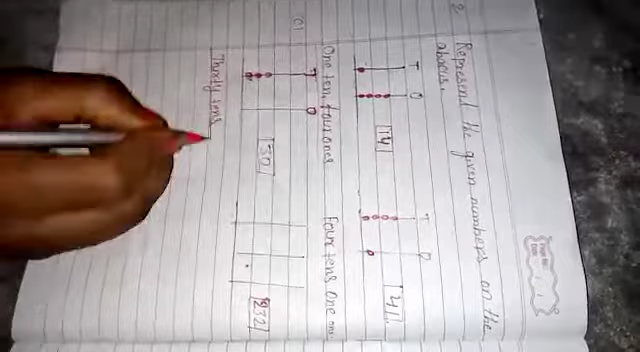 2. Represent the given numbers on the
abacus.
T O T O
14 41
One ten, four ones Four tens One one
T O
30 232
Thirty tens